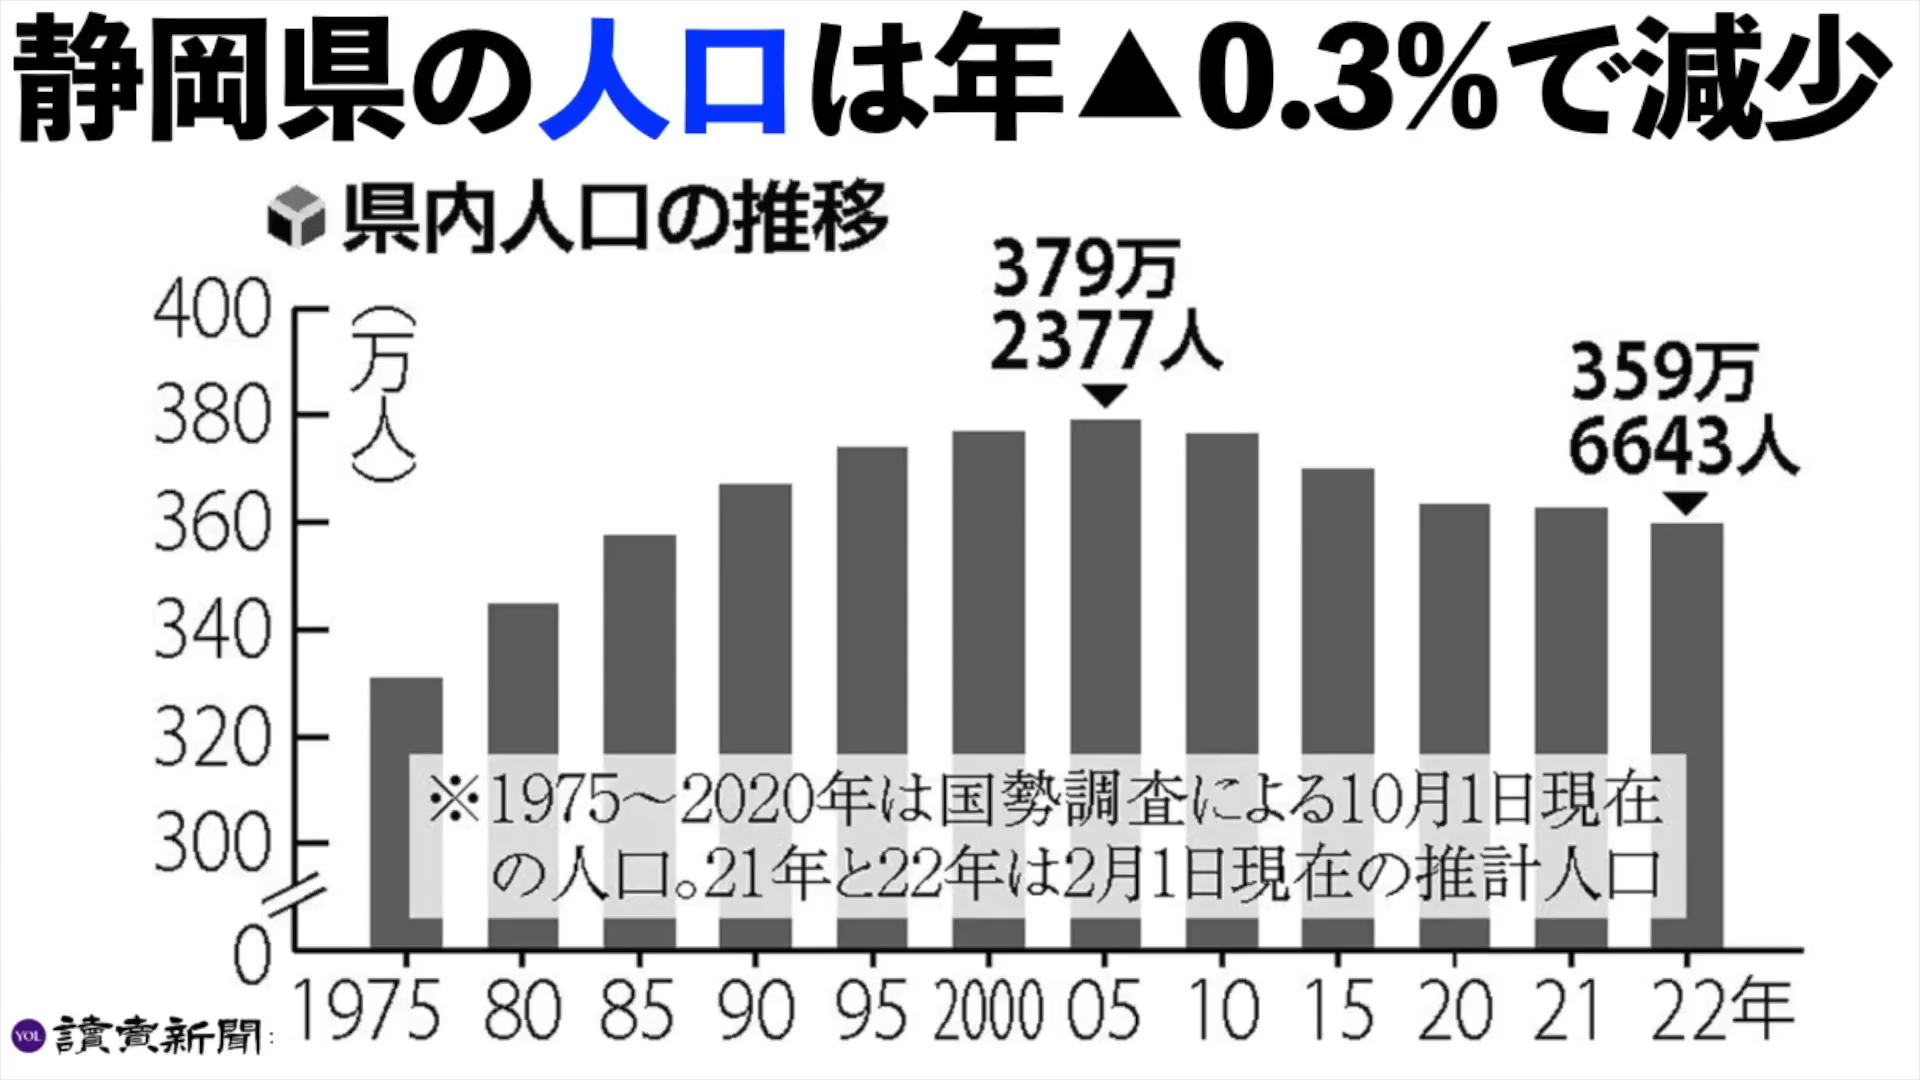 静岡県の人口は年▲0.3%で減少
県内人口の推移
379万
2377人
359万
6643人
(万人)
400
380
360
340
320
300
0
※1975〜2020年は国勢調査による10月1日現在
の人口。21年と22年は2月1日現在の推計人口
1975 80 85 90 95 2000 05 10 15 20 21 22年
YOL 讀賣新聞: